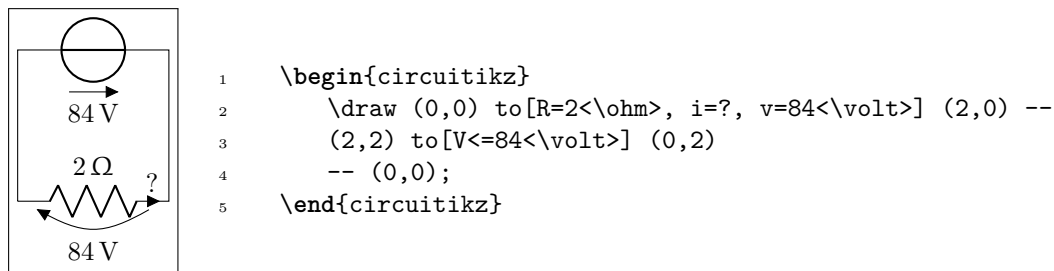 84 V
2 Ω
?
84 V
1 \begin{circuitikz}
2 \draw (0,0) to[R=2<\ohm>, i=?, v=84<\volt>] (2,0) --
3 (2,2) to[V<=84<\volt>] (0,2)
4 -- (0,0);
5 \end{circuitikz}